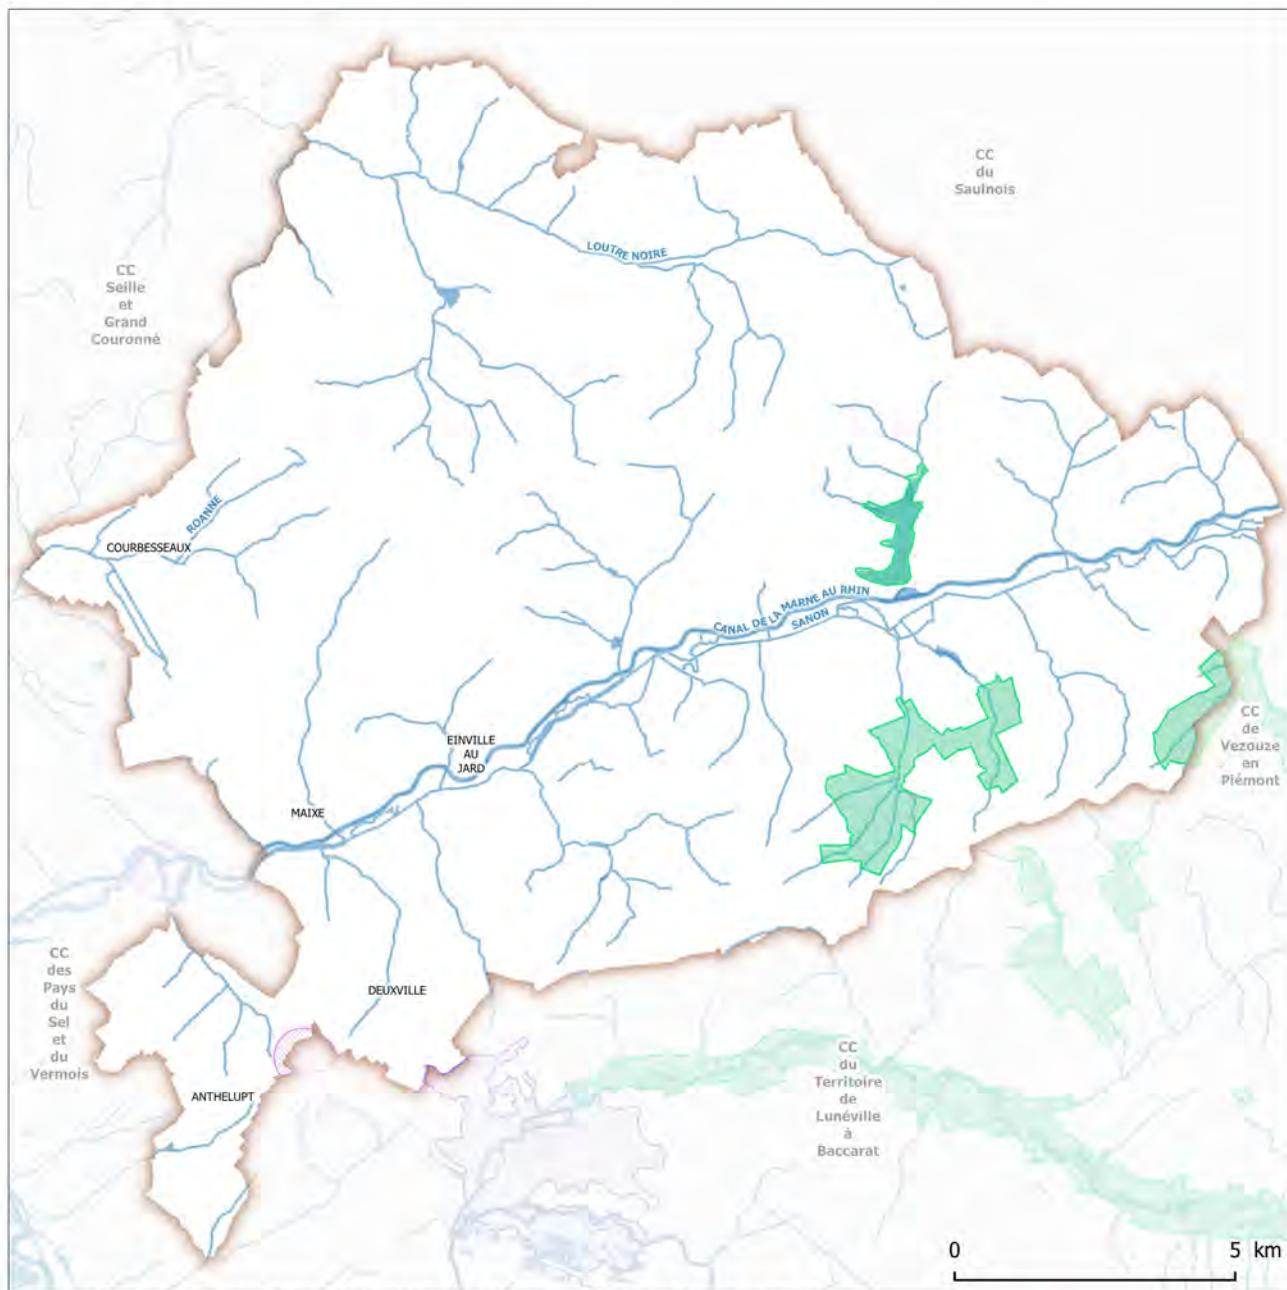 CC
du
Saulnois
LOUTRE NOIRE
CC
Seille
et
Grand
Couronné
ROANNE
COURBESSEAUX
CANAL DE LA MARNE AU RHIN
SANON
EINVILLE
AU
JARD
CC
de
Vezouze
en
Piémont
MAIXE
CC
des
Pays
du
Sel
et
du
Vermois
DEUXVILLE
ANTHELUPT
CC
du
Territoire
de
Lunéville
à
Baccarat
0 5 km